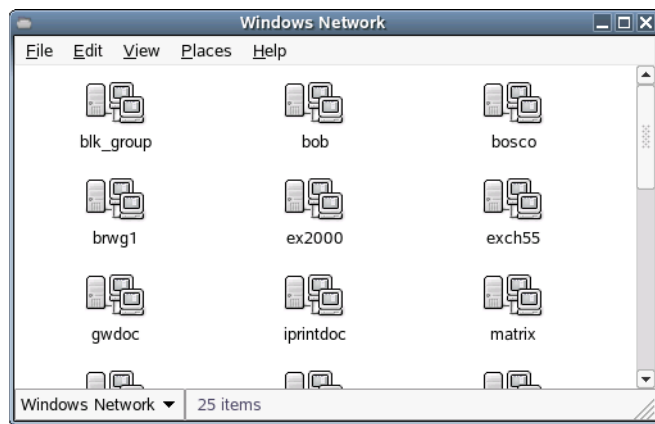 Windows Network
File Edit View Places Help
blk_group bob bosco
brwg1 ex2000 exch55
gwdoc iprintdoc matrix
Windows Network 25 items